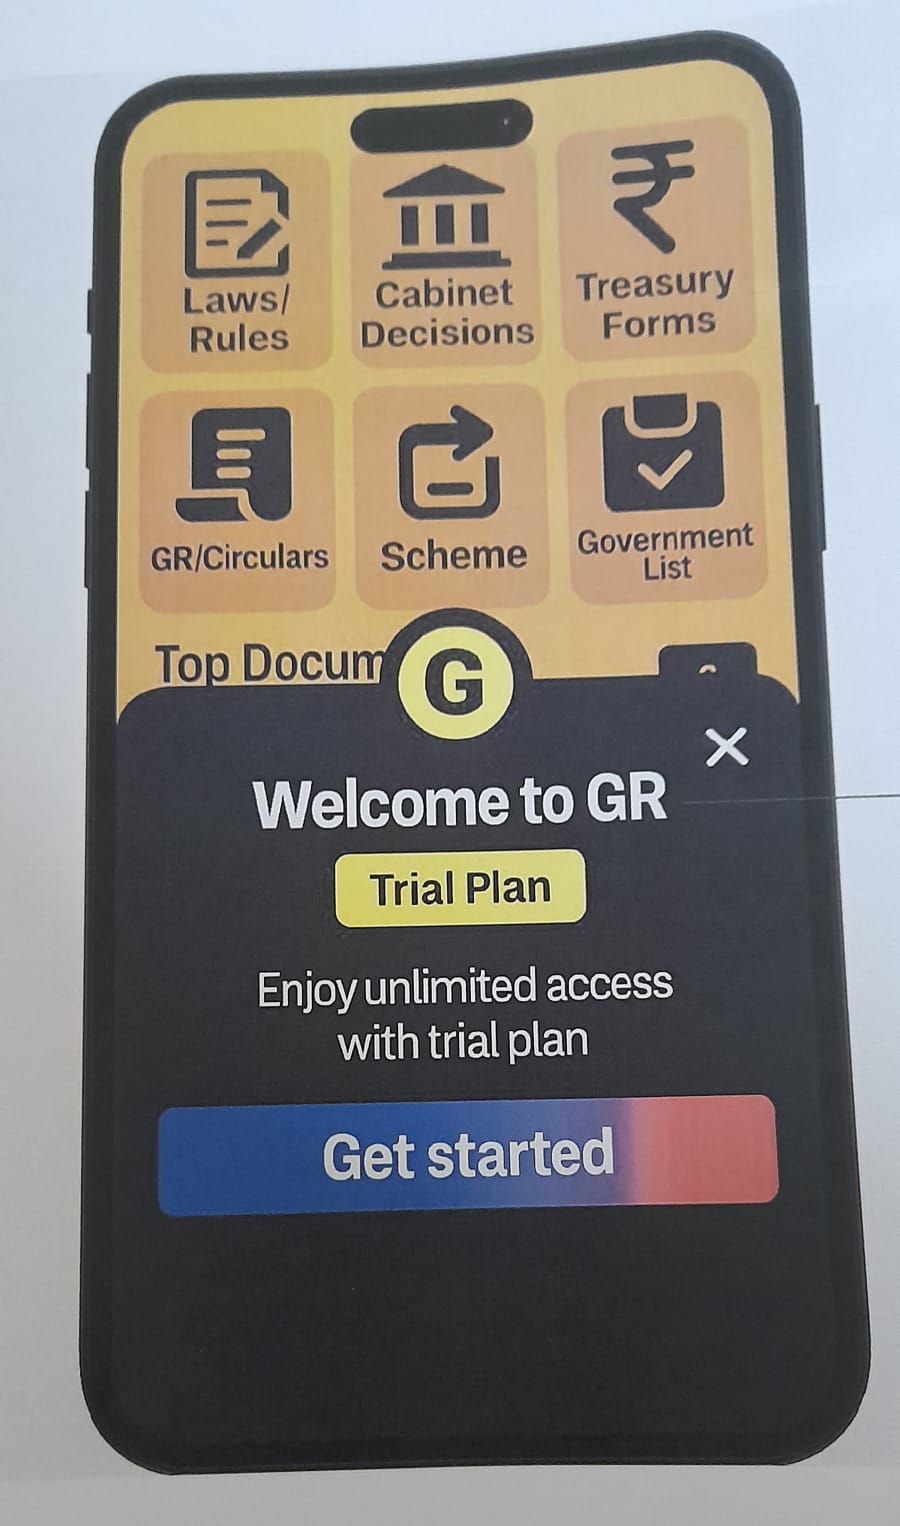 Laws/
Rules
Cabinet
Decisions
Treasury
Forms
GR/Circulars
Scheme
Government
List
Top Docum
G
Welcome to GR
Trial Plan
Enjoy unlimited access
with trial plan
Get started